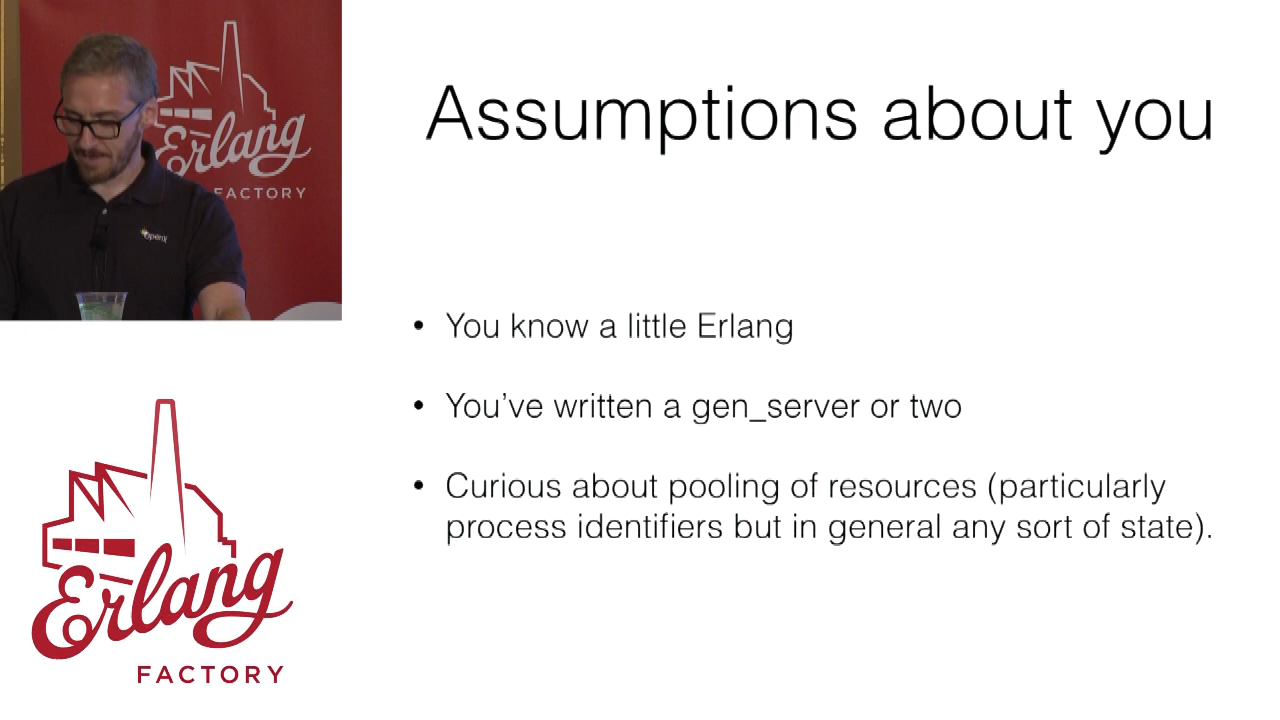 Erlang
FACTORY
Assumptions about you
• You know a little Erlang
• You've written a gen_server or two
• Curious about pooling of resources (particularly
process identifiers but in general any sort of state).
Erlang
FACTORY